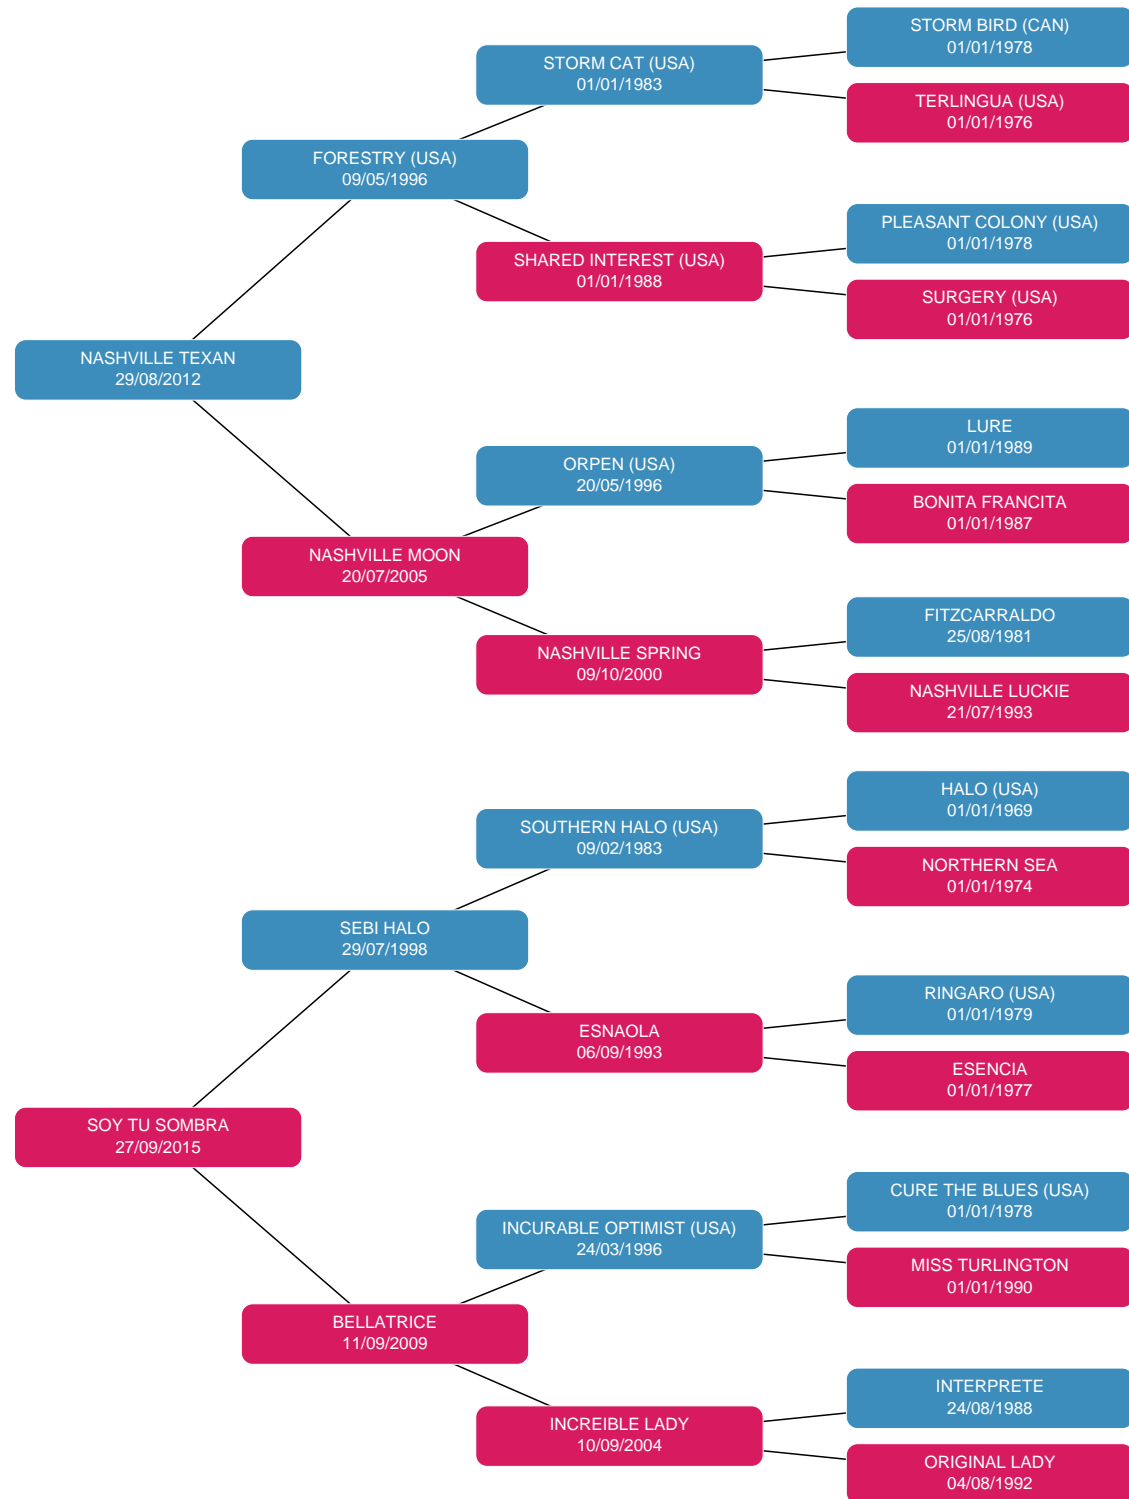 STORM BIRD (CAN)
01/01/1978
STORM CAT (USA)
01/01/1983
TERLINGUA (USA)
01/01/1976
FORESTRY (USA)
09/05/1996
PLEASANT COLONY (USA)
01/01/1978
SHARED INTEREST (USA)
01/01/1988
SURGERY (USA)
01/01/1976
NASHVILLE TEXAN
29/08/2012
LURE
01/01/1989
ORPEN (USA)
20/05/1996
BONITA FRANCITA
01/01/1987
NASHVILLE MOON
20/07/2005
FITZCARRALDO
25/08/1981
NASHVILLE SPRING
09/10/2000
NASHVILLE LUCKIE
21/07/1993
HALO (USA)
01/01/1969
SOUTHERN HALO (USA)
09/02/1983
NORTHERN SEA
01/01/1974
SEBI HALO
29/07/1998
RINGARO (USA)
01/01/1979
ESNAOLA
06/09/1993
ESENCIA
01/01/1977
SOY TU SOMBRA
27/09/2015
CURE THE BLUES (USA)
01/01/1978
INCURABLE OPTIMIST (USA)
24/03/1996
MISS TURLINGTON
01/01/1990
BELLATRICE
11/09/2009
INTERPRETE
24/08/1988
INCREIBLE LADY
10/09/2004
ORIGINAL LADY
04/08/1992